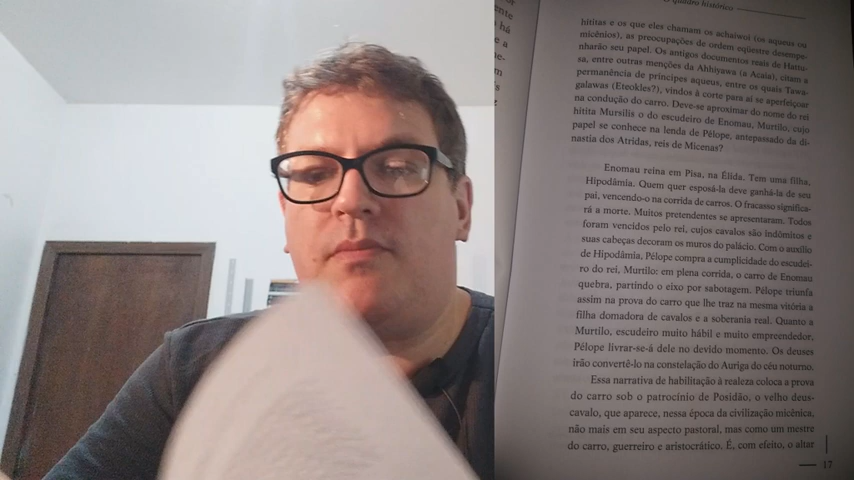 quadro histórico
há
e a
hititas e os que eles chamam os achaiwoi (os aqueus ou
micênios), as preocupações de ordem eqüestre desempe-
nharão seu papel. Os antigos documentos reais de Hattu-
sa, entre outras menções da Ahhiyawa (a Acaia), citam a
permanência de príncipes aqueus, entre os quais Tawa-
galawas (Eteokles?), vindos à corte para aí se aperfeiçoar
na condução do carro. Deve-se aproximar do nome do rei
hitita Mursilis o do escudeiro de Enomau, Murtilo, cujo
papel se conhece na lenda de Pélope, antepassado da di-
nastia dos Atridas, reis de Micenas?
Enomau reina em Pisa, na Élida. Tem uma filha,
Hipodâmia. Quem quer esposá-la deve ganhá-la de seu
pai, vencendo-o na corrida de carros. O fracasso significa-
rá a morte. Muitos pretendentes se apresentaram. Todos
foram vencidos pelo rei, cujos cavalos são indômitos e
suas cabeças decoram os muros do palácio. Com o auxílio
de Hipodâmia, Pélope compra a cumplicidade do escudei-
ro do rei, Murtilo: em plena corrida, o carro de Enomau
quebra, partindo o eixo por sabotagem. Pélope triunfa
assim na prova do carro que lhe traz na mesma vitória a
filha domadora de cavalos e a soberania real. Quanto a
Murtilo, escudeiro muito hábil e muito empreendedor,
Pélope livrar-se-á dele no devido momento. Os deuses
irão convertê-lo na constelação do Auriga do céu noturno.
Essa narrativa de habilitação à realeza coloca a prova
do carro sob o patrocínio de Posidão, o velho deus-
cavalo, que aparece, nessa época da civilização micênica,
não mais em seu aspecto pastoral, mas como um mestre
do carro, guerreiro e aristocrático. É, com efeito, o altar
17